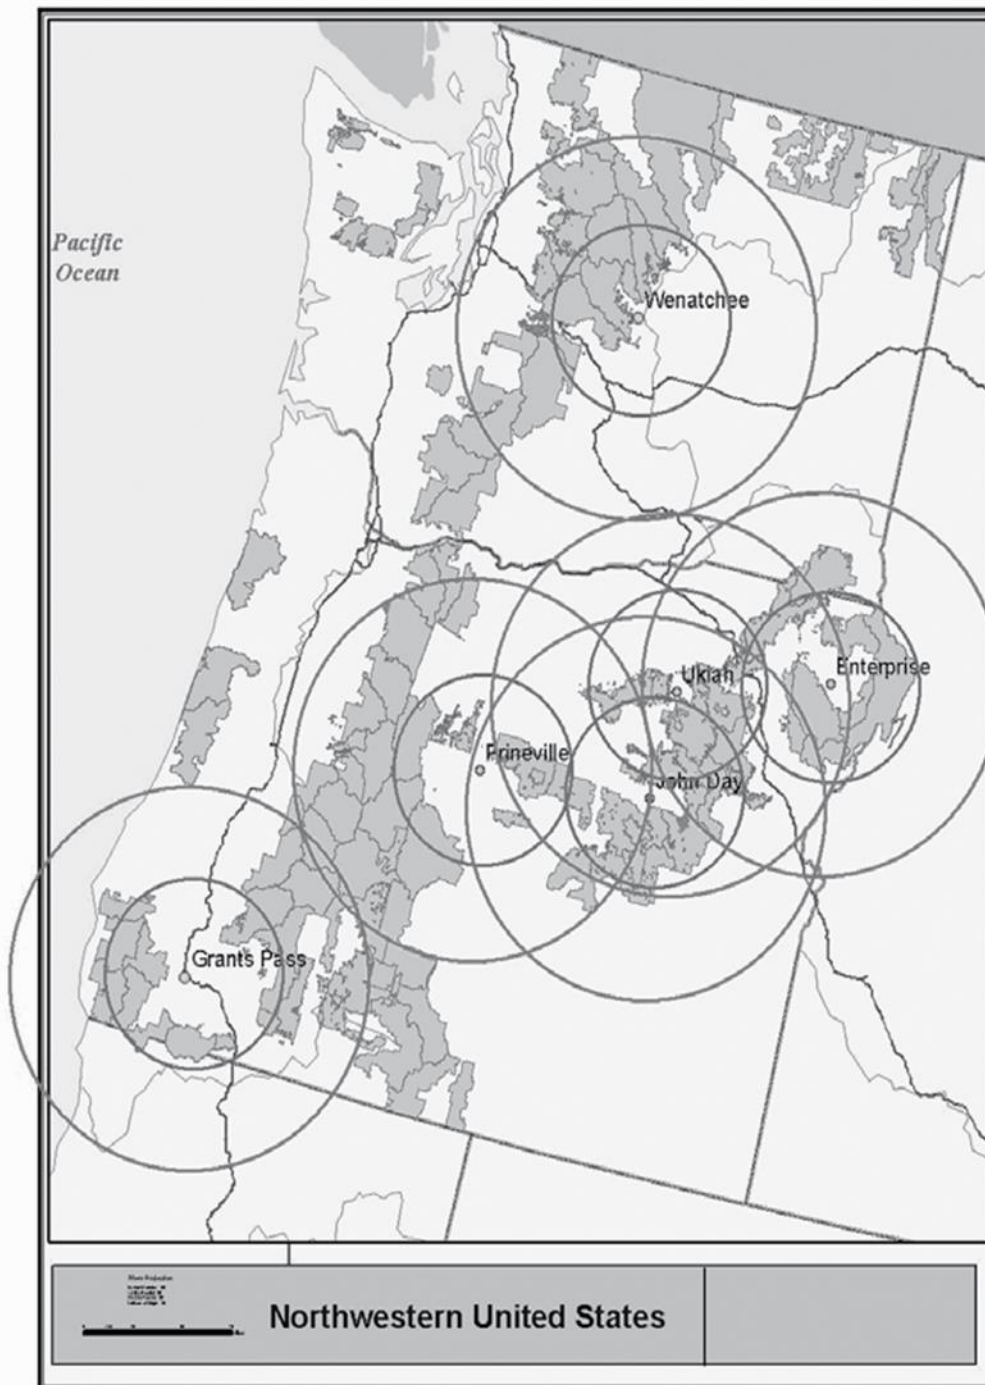 Pacific
Ocean
Wenatchee
Enterprise
Ukiah
Prineville
John Day
Grants Pass
Northwestern United States